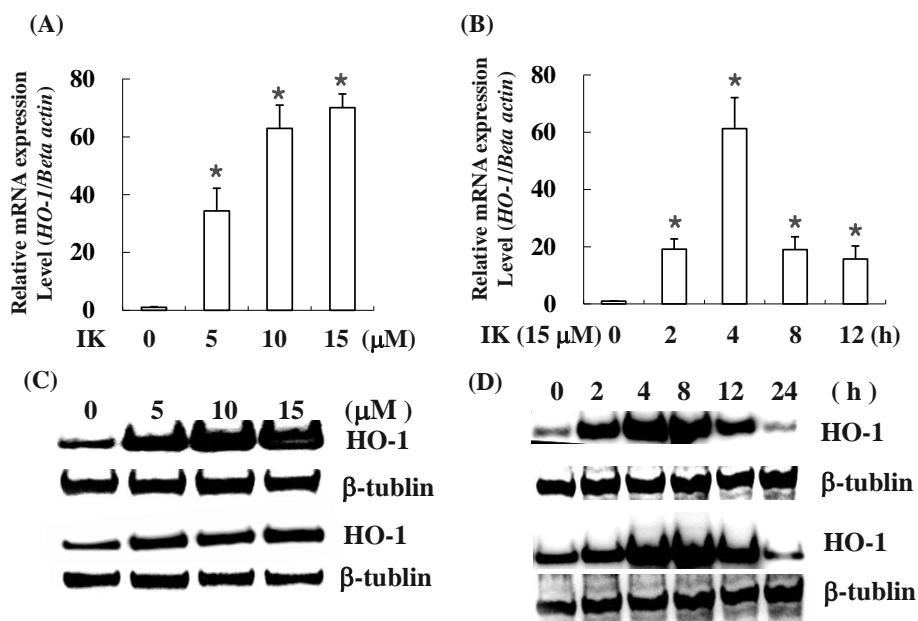 (A)
Relative mRNA expression
Level (HO-1/Beta actin)
80
60
40
20
0
*
*
*
IK 0 5 10 15 (μM)
(B)
Relative mRNA expression
Level (HO-1/Beta actin)
80
60
40
20
0
*
*
*
*
IK (15 μM) 0 2 4 8 12 (h)
(C)
0 5 10 15 (μM )
HO-1
β-tublin
HO-1
β-tublin
(D)
0 2 4 8 12 24 ( h )
HO-1
β-tublin
HO-1
β-tublin